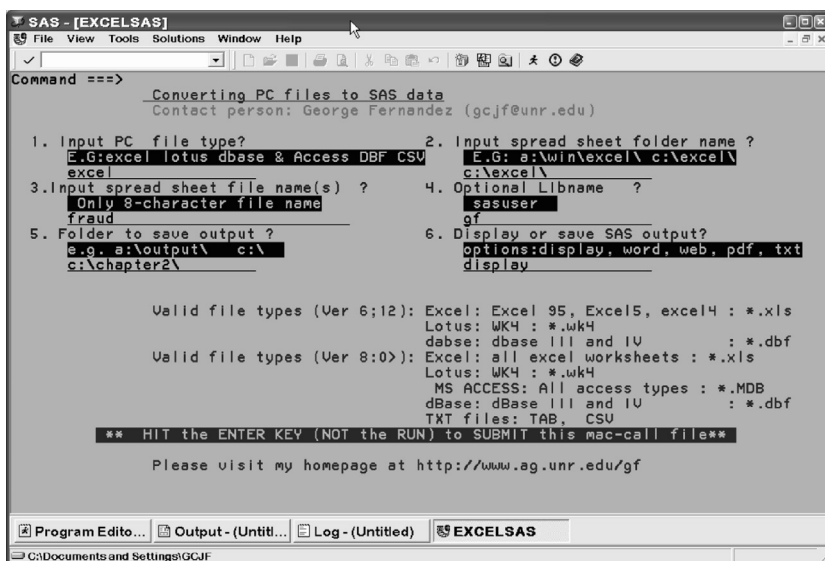 SAS - [EXCELSAS]
File View Tools Solutions Window Help
Command ===>
Converting PC files to SAS data
Contact person: George Fernandez (gcjf@unr.edu)
1. Input PC file type?
E.G:excel lotus dbase & Access DBF CSV
excel
2. Input spread sheet folder name ?
E.G: a:\win\excel\ c:\excel\
c:\excel\
3.Input spread sheet file name(s) ?
Only 8-character file name
fraud
4. Optional LIbname ?
sasuser
gf
5. Folder to save output ?
e.g. a:\output\ c:\
c:\chapter2\
6. Display or save SAS output?
options:display, word, web, pdf, txt
display
Valid file types (Ver 6;12): Excel: Excel 95, Excel5, excel4 : *.xls
Lotus: WK4 : *.wk4
dabse: dbase III and IV : *.dbf
Valid file types (Ver 8:0>): Excel: all excel worksheets : *.xls
Lotus: WK4 : *.wk4
MS ACCESS: All access types : *.MDB
dBase: dBase III and IV : *.dbf
TXT files: TAB, CSV
** HIT the ENTER KEY (NOT the RUN) to SUBMIT this mac-call file**
Please visit my homepage at http://www.ag.unr.edu/gf
Program Edito... Output - (Untitl... Log - (Untitled) EXCELSAS
C:\Documents and Settings\GCJF